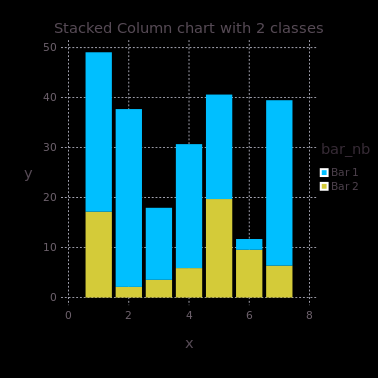 Stacked Column chart with 2 classes
50
40
30
20
10
0
y
0 2 4 6 8
x
bar_nb
Bar 1
Bar 2